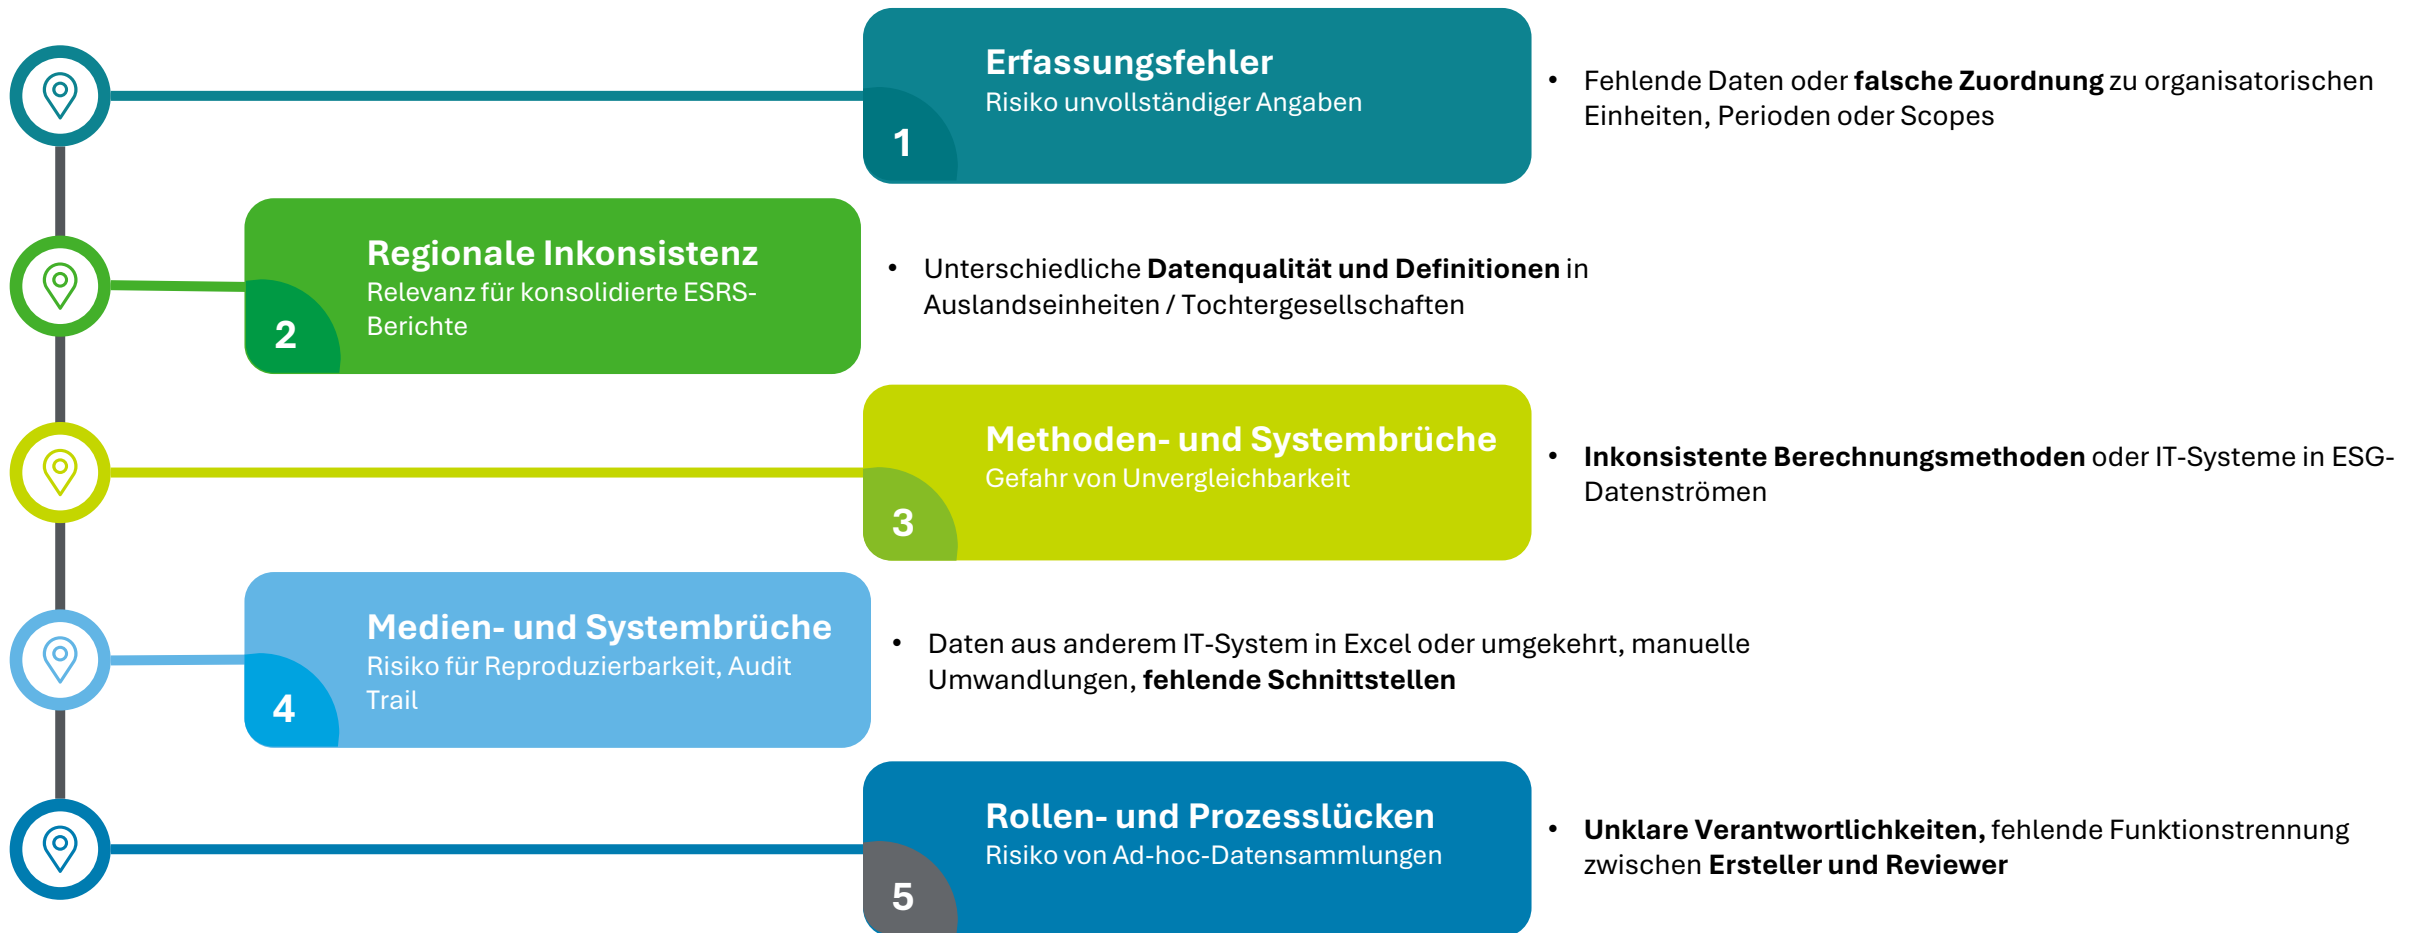 Erfassungsfehler
Risiko unvollständiger Angaben
1
• Fehlende Daten oder falsche Zuordnung zu organisatorischen
Einheiten, Perioden oder Scopes
Regionale Inkonsistenz
Relevanz für konsolidierte ESRS-
Berichte
2
• Unterschiedliche Datenqualität und Definitionen in
Auslandseinheiten / Tochtergesellschaften
Methoden- und Systembrüche
Gefahr von Unvergleichbarkeit
3
• Inkonsistente Berechnungsmethoden oder IT-Systeme in ESG-
Datenströmen
Medien- und Systembrüche
Risiko für Reproduzierbarkeit, Audit
Trail
4
• Daten aus anderem IT-System in Excel oder umgekehrt, manuelle
Umwandlungen, fehlende Schnittstellen
Rollen- und Prozesslücken
Risiko von Ad-hoc-Datensammlungen
5
• Unklare Verantwortlichkeiten, fehlende Funktionstrennung
zwischen Ersteller und Reviewer